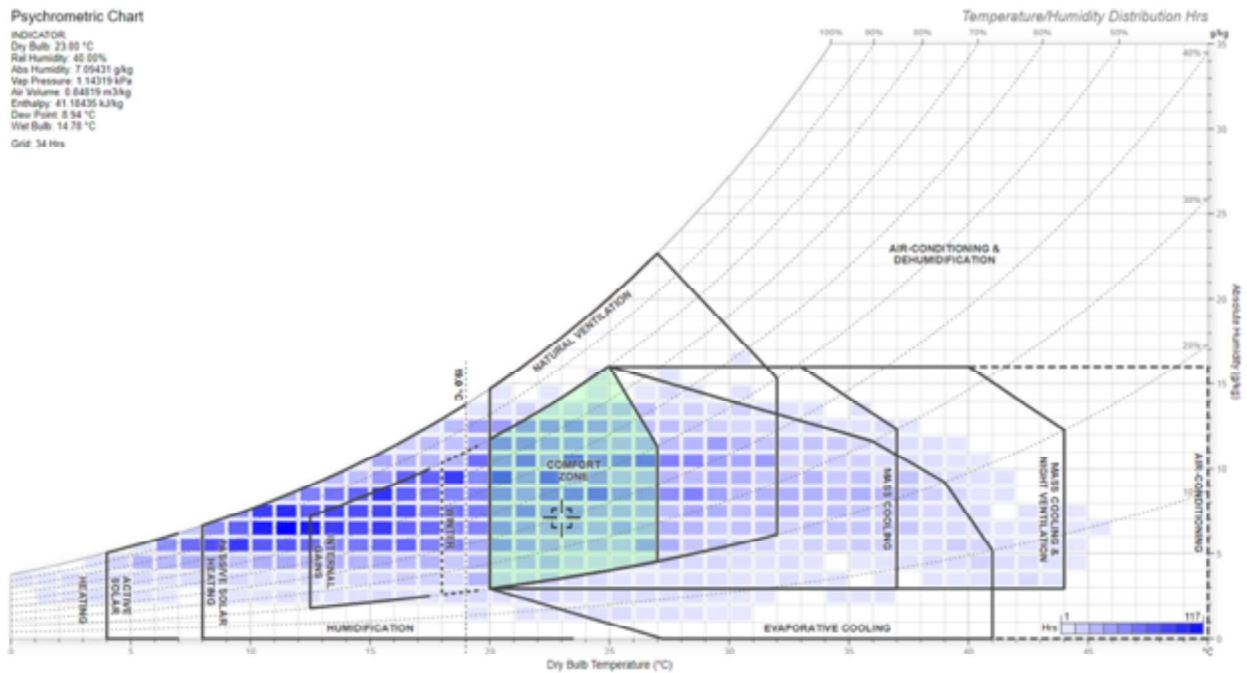 Psychrometric Chart
Temperature/Humidity Distribution Hrs
INDICATOR:
Dry Bulb: 23.00 °C
Rel Humidity: 40.00%
Abs Humidity: 7.09431 g/kg
Vap Pressure: 1.14319 kPa
Air Volume: 0.84819 m3/kg
Enthalpy: 41.18435 kJ/kg
Dew Point: 8.94 °C
Wet Bulb: 14.78 °C
Grid: 34 Hrs
100% 90% 80% 70% 60% 50%
g/kg
35
40%
30
30%
25
20
20%
15
10
10%
5
0
Absolute Humidity (g/kg)
AIR-CONDITIONING &
DEHUMIDIFICATION
NATURAL VENTILATION
19.0 °C
COMFORT
ZONE
WINTER
HEATING
ACTIVE
SOLAR
PASSIVE SOLAR
HEATING
INTERNAL
GAINS
MASS COOLING
MASS COOLING &
NIGHT VENTILATION
AIR-CONDITIONING
HUMIDIFICATION
EVAPORATIVE COOLING
1 117
Hrs
0 5 10 15 20 25 30 35 40 45 °C
Dry Bulb Temperature (°C)